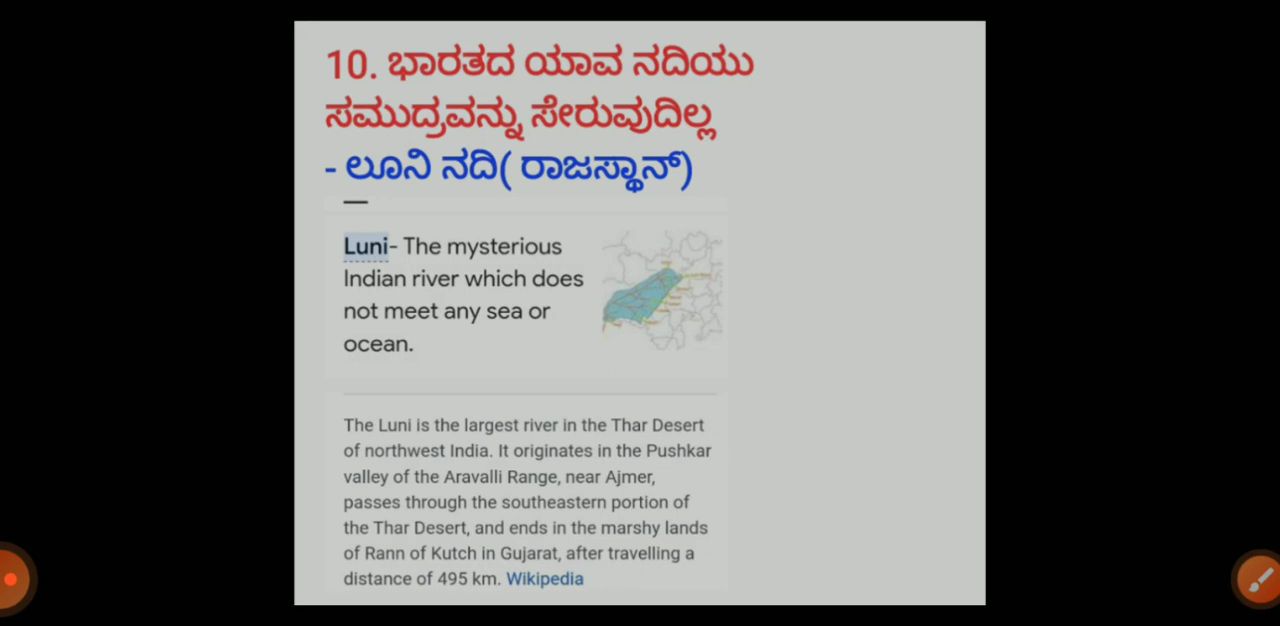 10. ಭಾರತದ ಯಾವ ನದಿಯು
ಸಮುದ್ರವನ್ನು ಸೇರುವುದಿಲ್ಲ
- ಲೂನಿ ನದಿ( ರಾಜಸ್ಥಾನ್)
Luni- The mysterious
Indian river which does
not meet any sea or
ocean.
The Luni is the largest river in the Thar Desert
of northwest India. It originates in the Pushkar
valley of the Aravalli Range, near Ajmer,
passes through the southeastern portion of
the Thar Desert, and ends in the marshy lands
of Rann of Kutch in Gujarat, after travelling a
distance of 495 km. Wikipedia